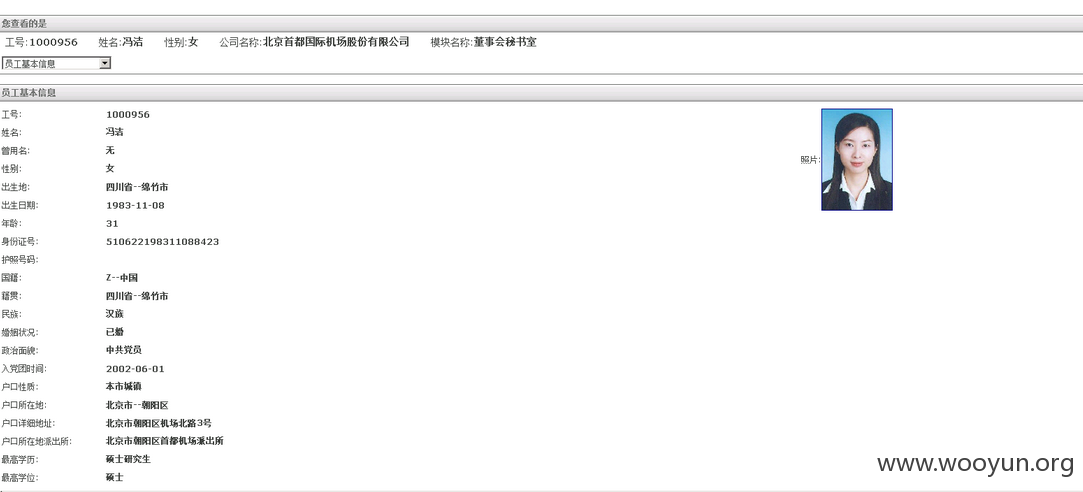 您查看的是
工号:1000956 姓名:冯洁 性别:女 公司名称:北京首都国际机场股份有限公司 模块名称:董事会秘书室
员工基本信息
员工基本信息
工号: 1000956
姓名: 冯洁
曾用名: 无
性别: 女
照片:
出生地: 四川省--绵竹市
出生日期: 1983-11-08
年龄: 31
身份证号: 510622198311088423
护照号码:
国籍: Z--中国
籍贯: 四川省--绵竹市
民族: 汉族
婚姻状况: 已婚
政治面貌: 中共党员
入党团时间: 2002-06-01
户口性质: 本市城镇
户口所在地: 北京市--朝阳区
户口详细地址: 北京市朝阳区机场北路3号
户口所在地派出所: 北京市朝阳区首都机场派出所
最高学历: 硕士研究生
最高学位: 硕士
www.wooyun.org